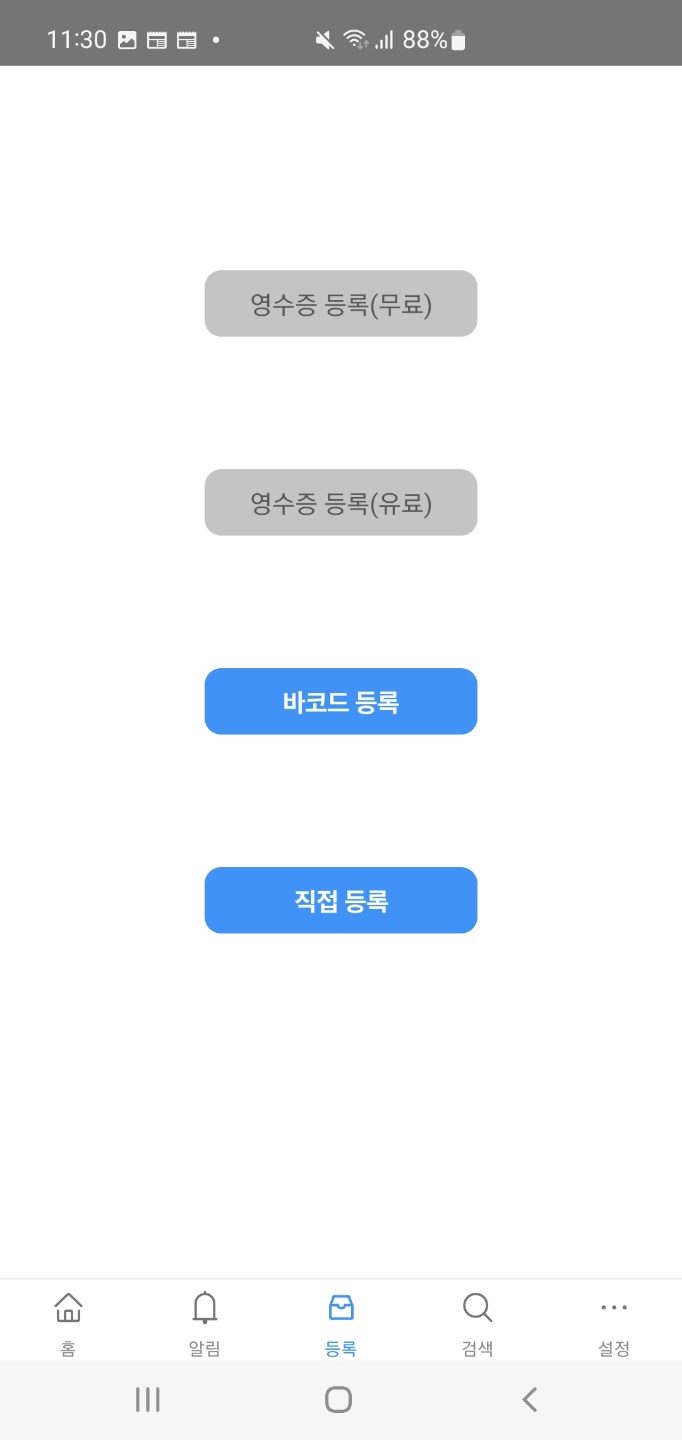 11:30 88%
영수증 등록(무료)
영수증 등록(유료)
바코드 등록
직접 등록
홈 알림 등록 검색 설정